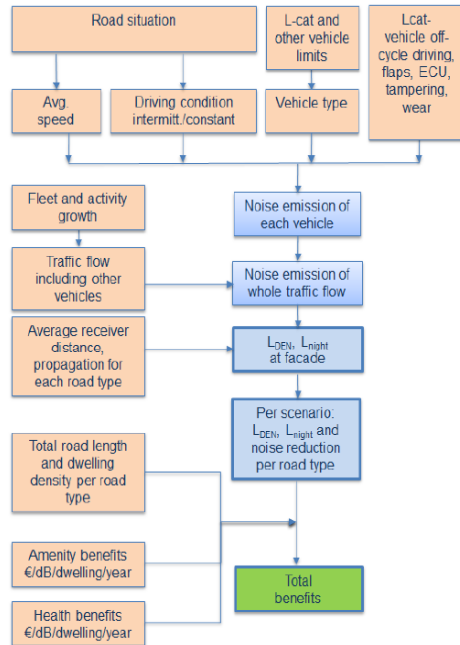 Road situation
L-cat and
other vehicle
limits
Lcat-
vehicle off-
cycle driving,
flaps, ECU,
tampering,
wear
Avg.
speed
Driving condition
intermitt./constant
Vehicle type
Fleet and activity
growth
Noise emission of
each vehicle
Traffic flow
including other
vehicles
Noise emission of
whole traffic flow
Average receiver
distance,
propagation for
each road type
LDEN, Lnight
at facade
Per scenario:
LDEN, Lnight and
noise reduction
per road type
Total road length
and dwelling
density per road
type
Amenity benefits
€/dB/dwelling/year
Total
benefits
Health benefits
€/dB/dwelling/year